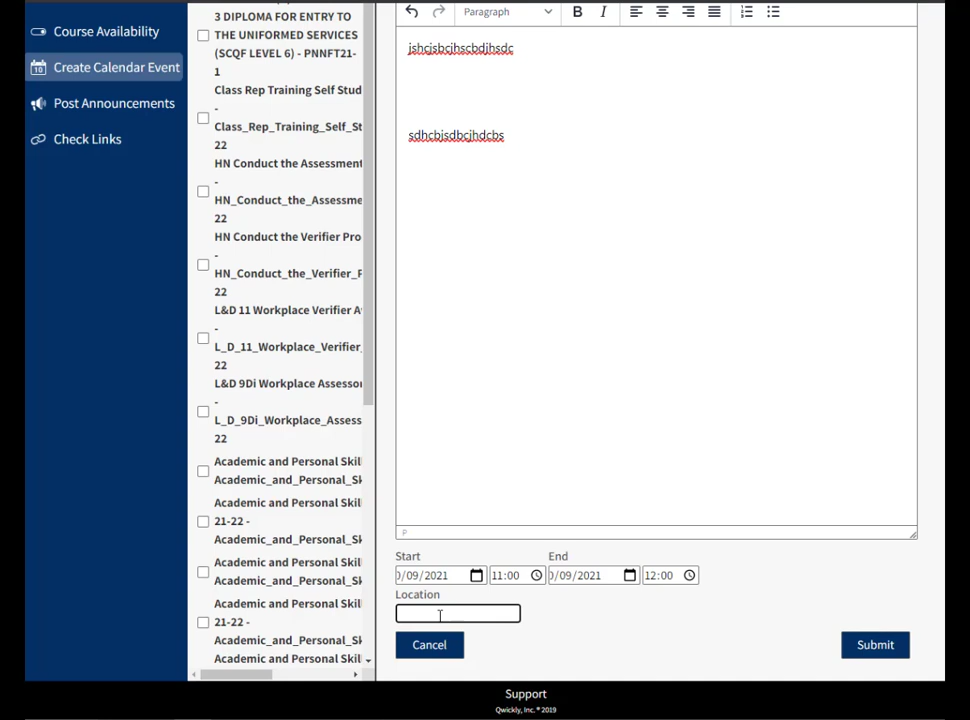 Course Availability
Create Calendar Event
Post Announcements
Check Links
3 DIPLOMA FOR ENTRY TO
THE UNIFORMED SERVICES
(SCQF LEVEL 6) - PNNFT21-
1
Class Rep Training Self Stud
-
Class_Rep_Training_Self_St
22
HN Conduct the Assessment
-
HN_Conduct_the_Assessme
22
HN Conduct the Verifier Pro
-
HN_Conduct_the_Verifier_P
22
L&D 11 Workplace Verifier A
-
L_D_11_Workplace_Verifier_
22
L&D 9Di Workplace Assessor
-
L_D_9Di_Workplace_Assess
22
Academic and Personal Skil
Academic_and_Personal_Sk
Academic and Personal Skil
21-22 -
Academic_and_Personal_Sk
Academic and Personal Skil
Academic_and_Personal_Sk
Academic and Personal Skil
21-22 -
Academic_and_Personal_Sk
Academic and Personal Skil
Paragraph B I
jshcjsbcjhscbdjhsdc
sdhcbjsdbcjhdcbs
P
Start End
/09/2021 11:00 /09/2021 12:00
Location
Cancel Submit
Support
Qwickly, Inc. ® 2019